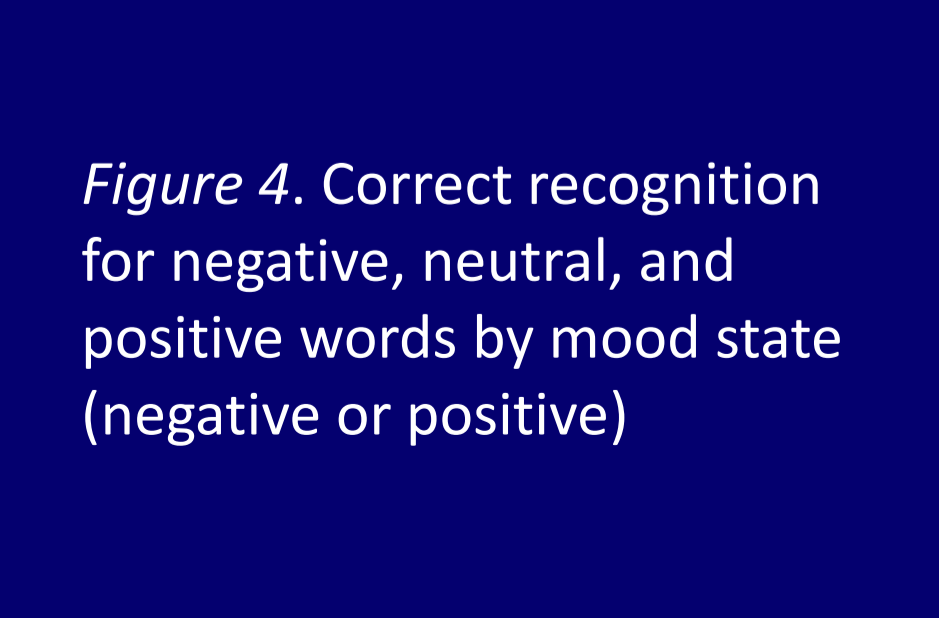 Figure 4. Correct recognition
for negative, neutral, and
positive words by mood state
(negative or positive)